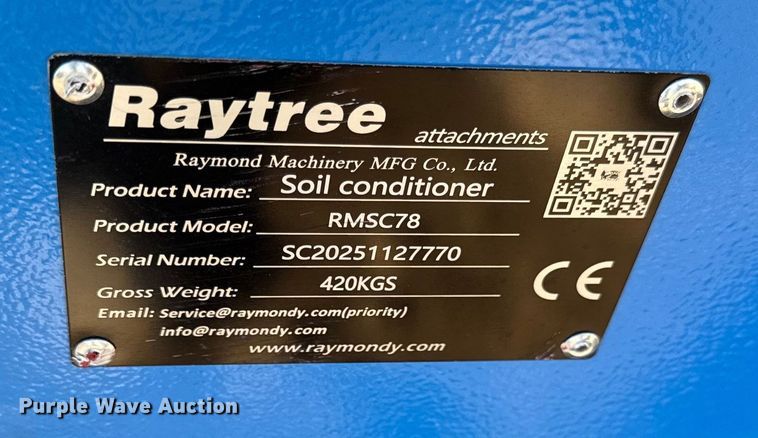 Raytree attachments
Raymond Machinery MFG Co., Ltd.
Product Name: Soil conditioner
Product Model: RMSC78
Serial Number: SC20251127770
Gross Weight: 420KGS
Email: Service@raymondy.com(priority)
info@raymondy.com
www.raymondy.com
CE
Purple Wave Auction